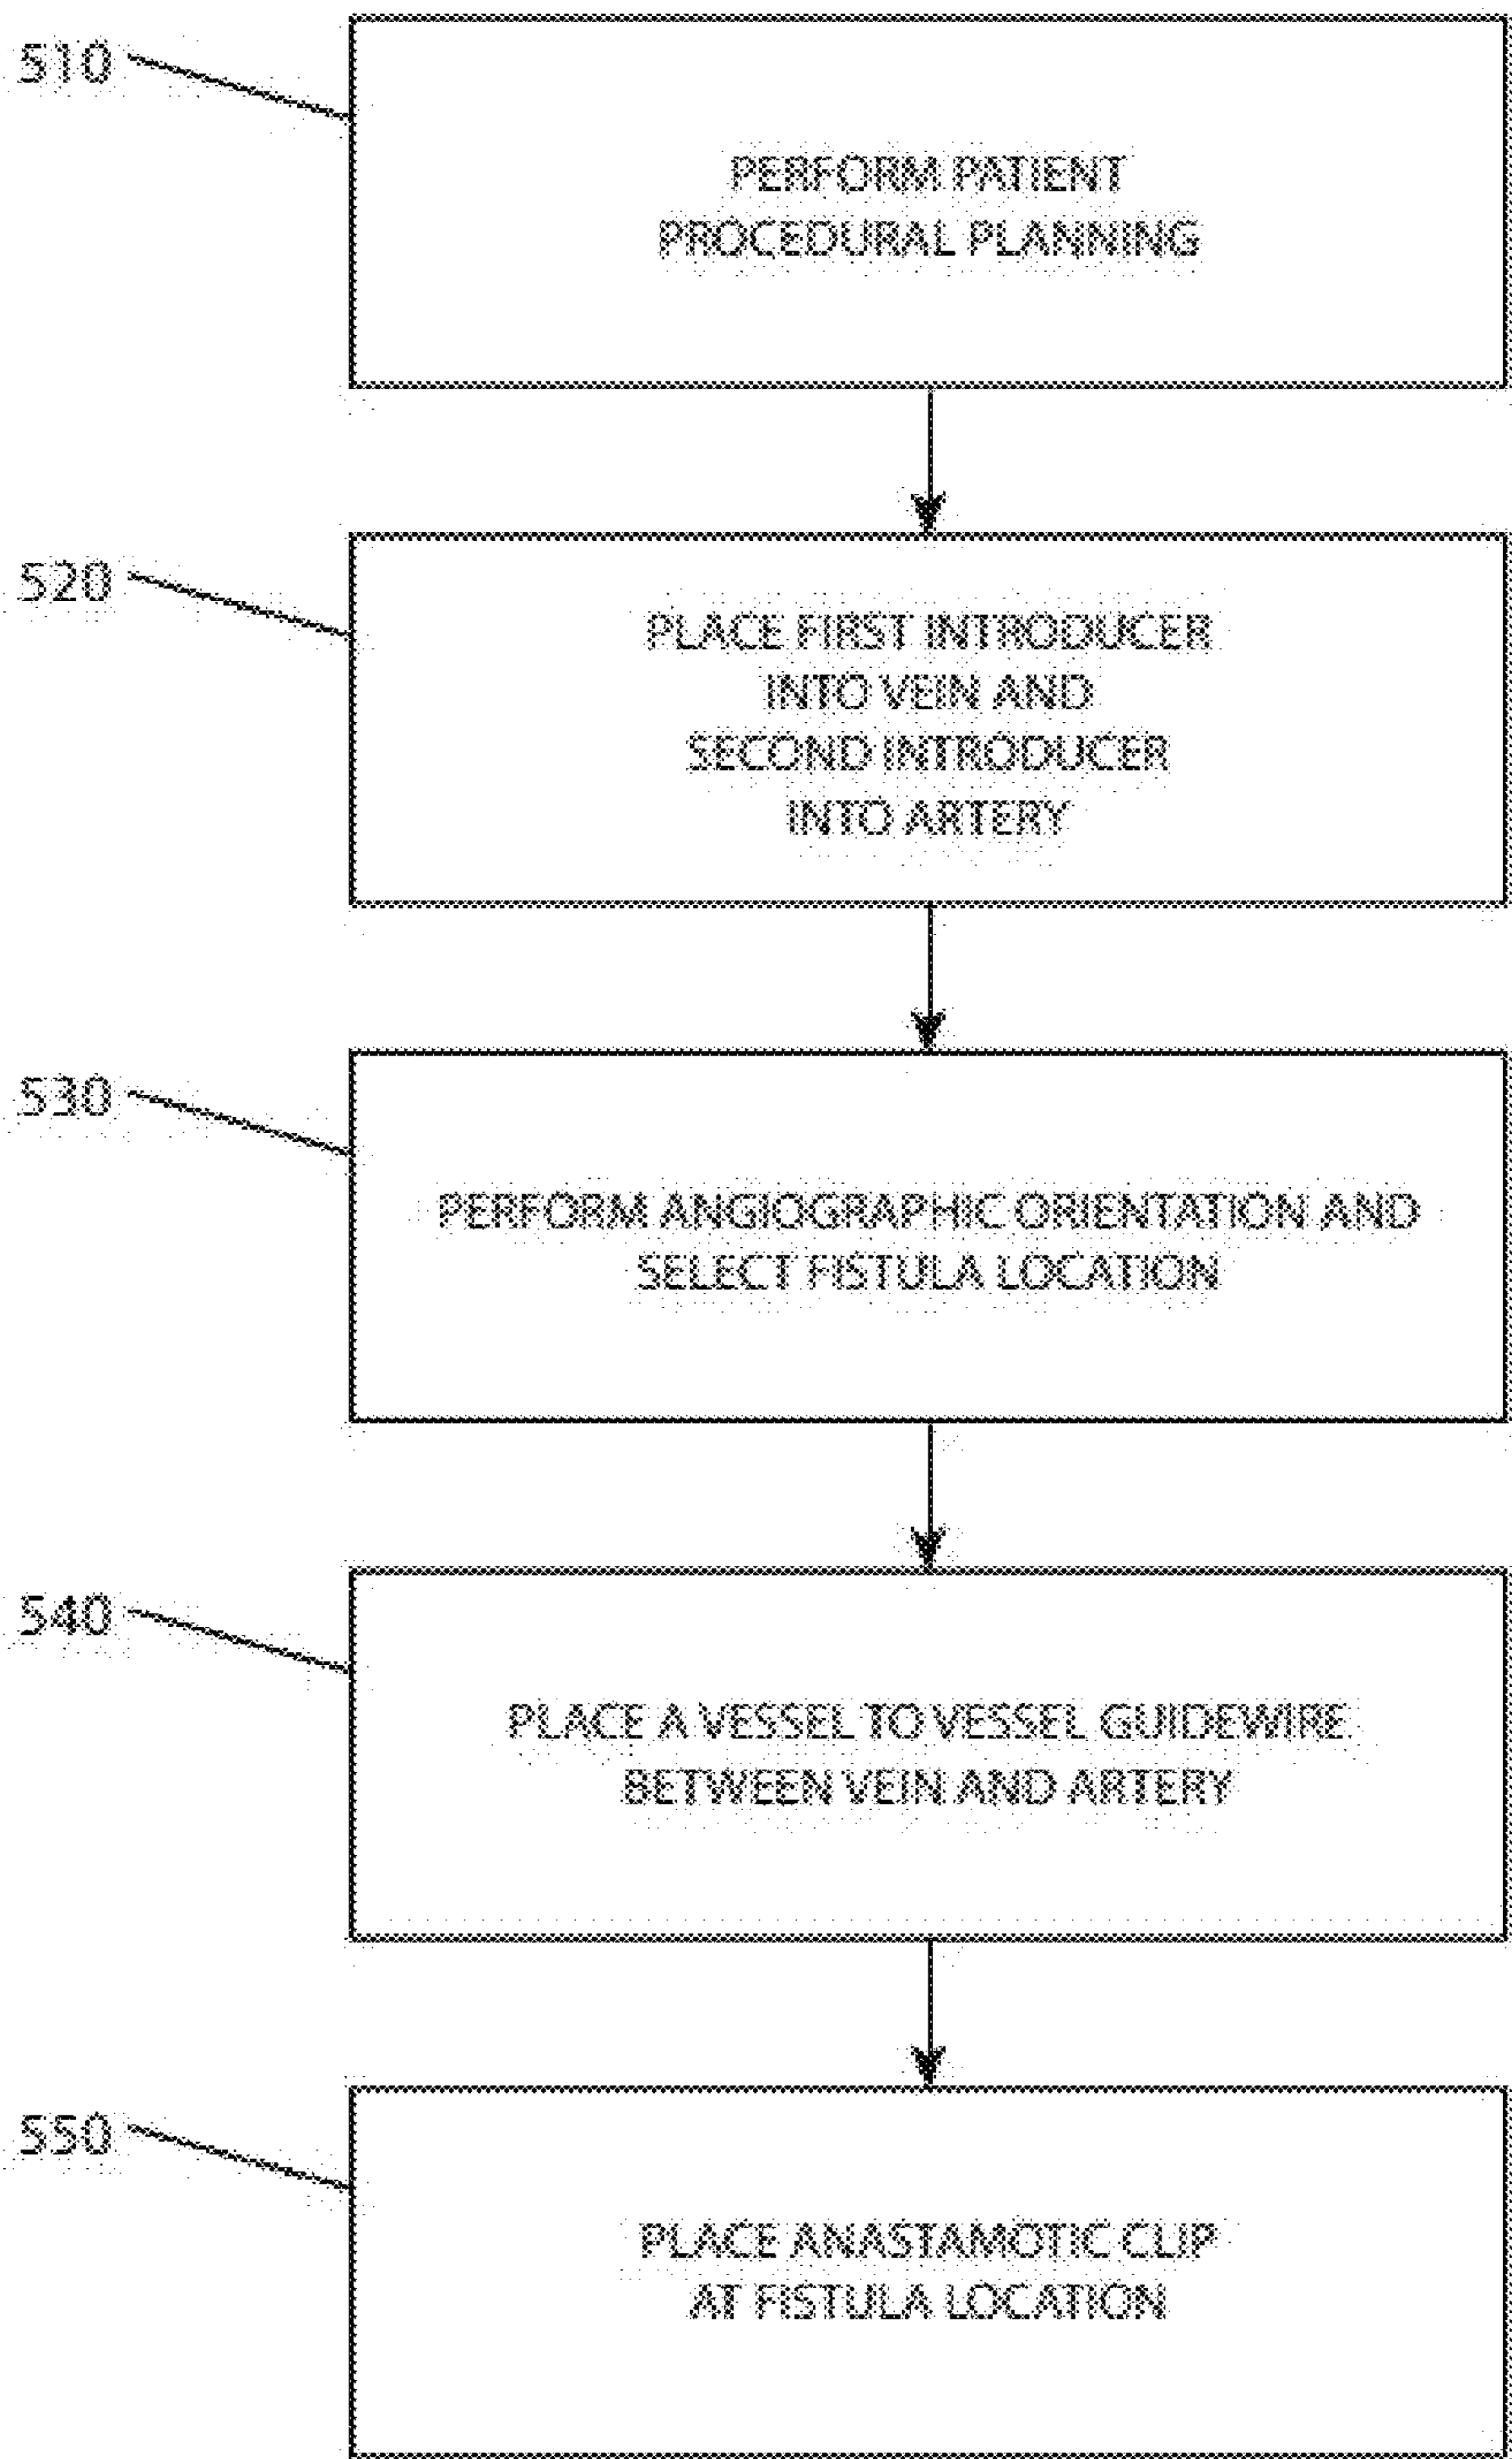 510
PERFORM PATIENT
PROCEDURAL PLANNING
520
PLACE FIRST INTRODUCER
INTO VEIN AND
SECOND INTRODUCER
INTO ARTERY
530
PERFORM ANGIOGRAPHIC ORIENTATION AND
SELECT FISTULA LOCATION
540
PLACE A VESSEL TO VESSEL GUIDEWIRE
BETWEEN VEIN AND ARTERY
550
PLACE ANASTAMOTIC CLIP
AT FISTULA LOCATION